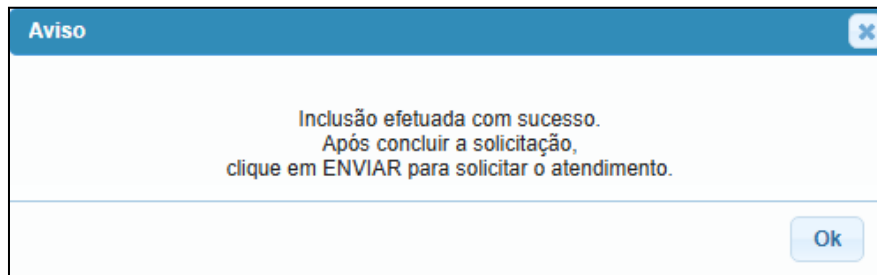 Aviso
Inclusão efetuada com sucesso.
Após concluir a solicitação,
clique em ENVIAR para solicitar o atendimento.
Ok